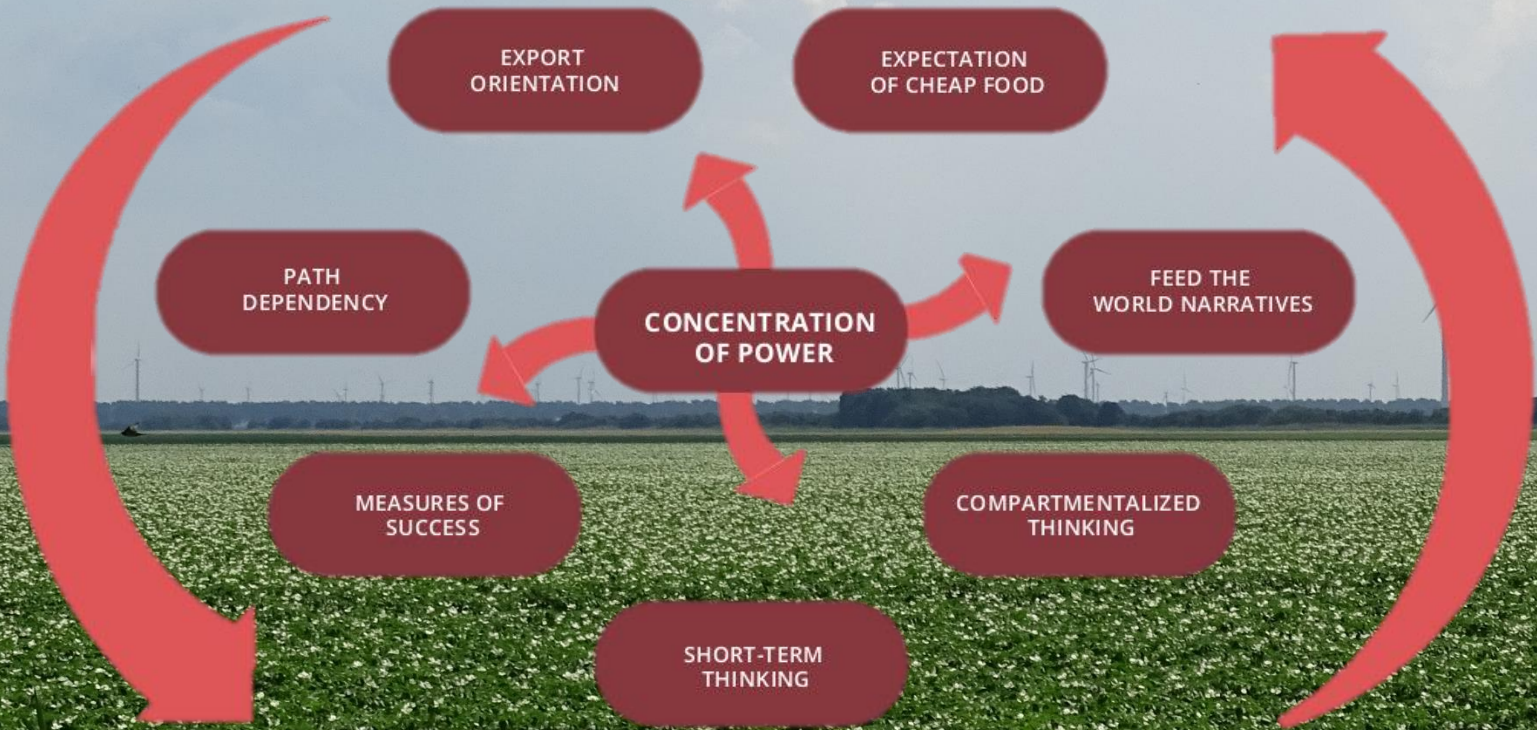 EXPORT
ORIENTATION
EXPECTATION
OF CHEAP FOOD
PATH
DEPENDENCY
CONCENTRATION
OF POWER
FEED THE
WORLD NARRATIVES
MEASURES OF
SUCCESS
COMPARTMENTALIZED
THINKING
SHORT-TERM
THINKING